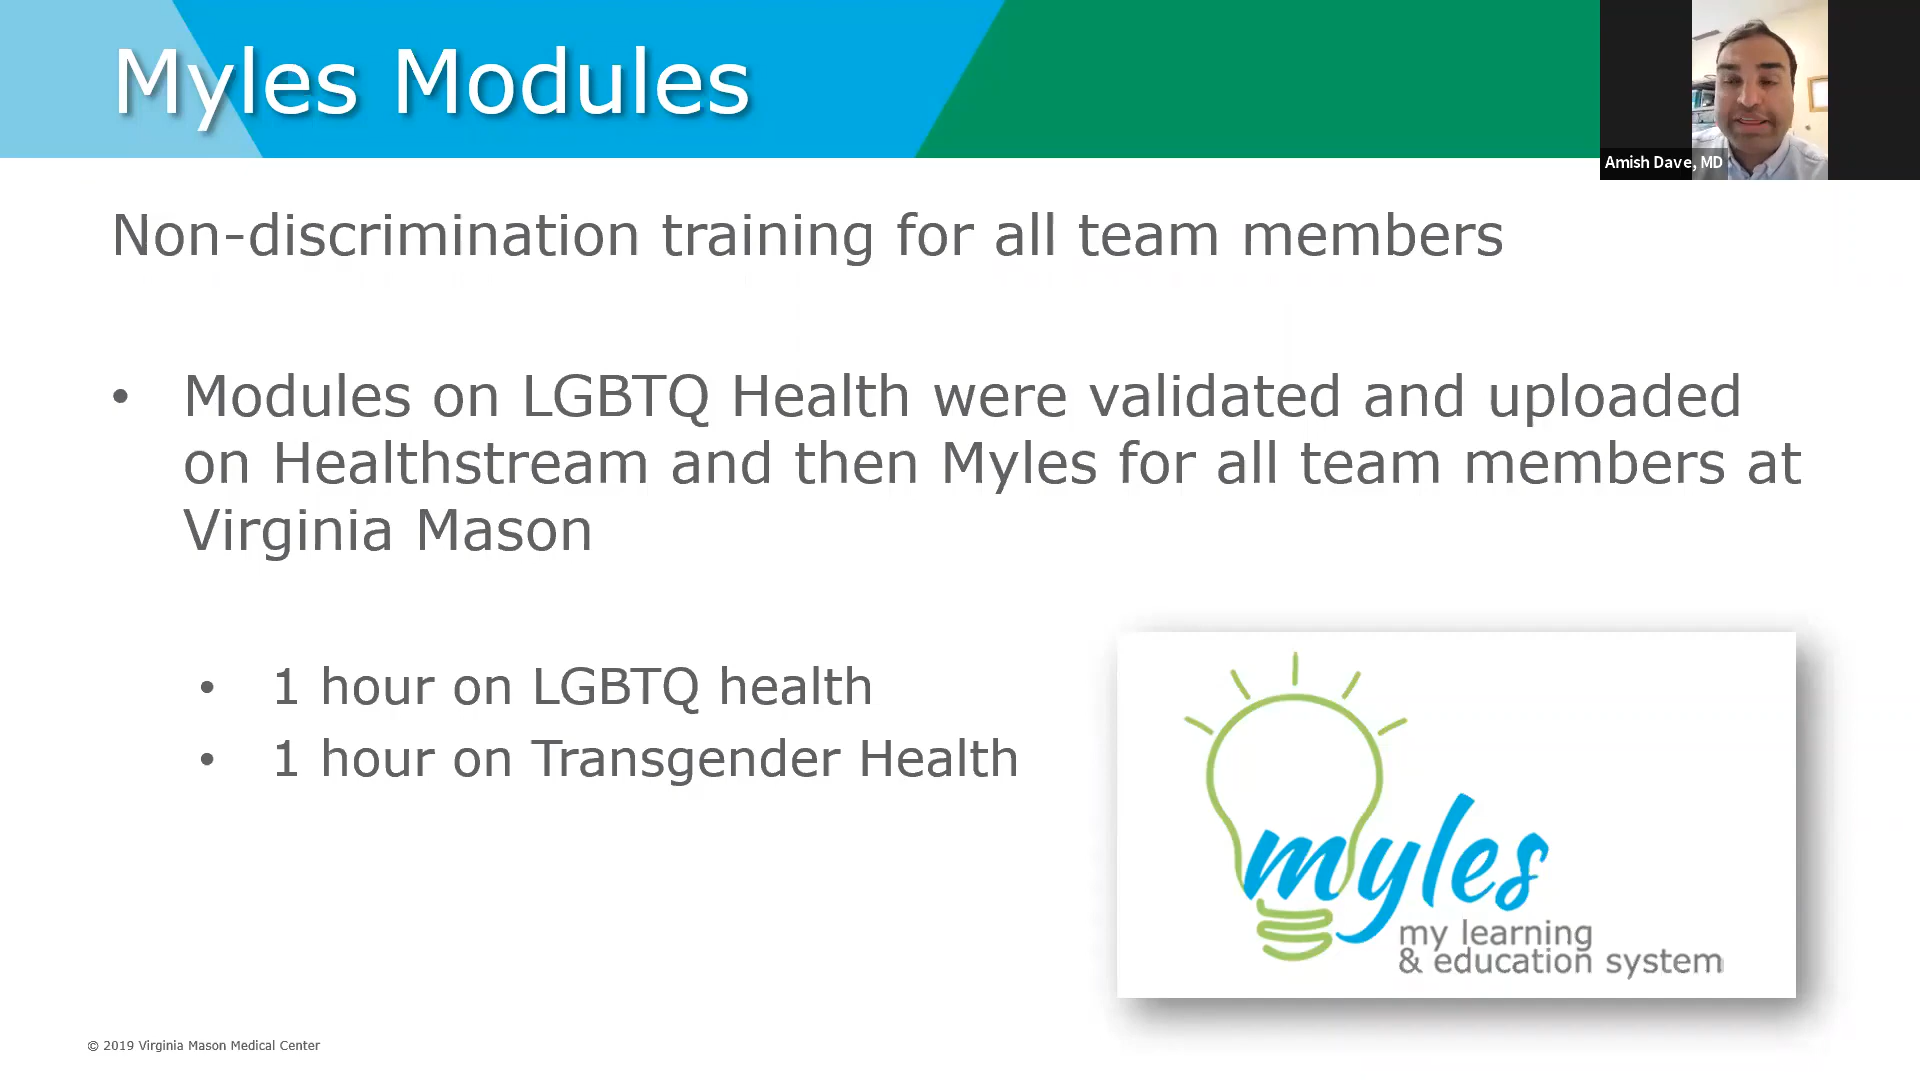 Myles Modules
Amish Dave, MD
Non-discrimination training for all team members
• Modules on LGBTQ Health were validated and uploaded
on Healthstream and then Myles for all team members at
Virginia Mason
• 1 hour on LGBTQ health
• 1 hour on Transgender Health
myles
my learning
& education system
© 2019 Virginia Mason Medical Center